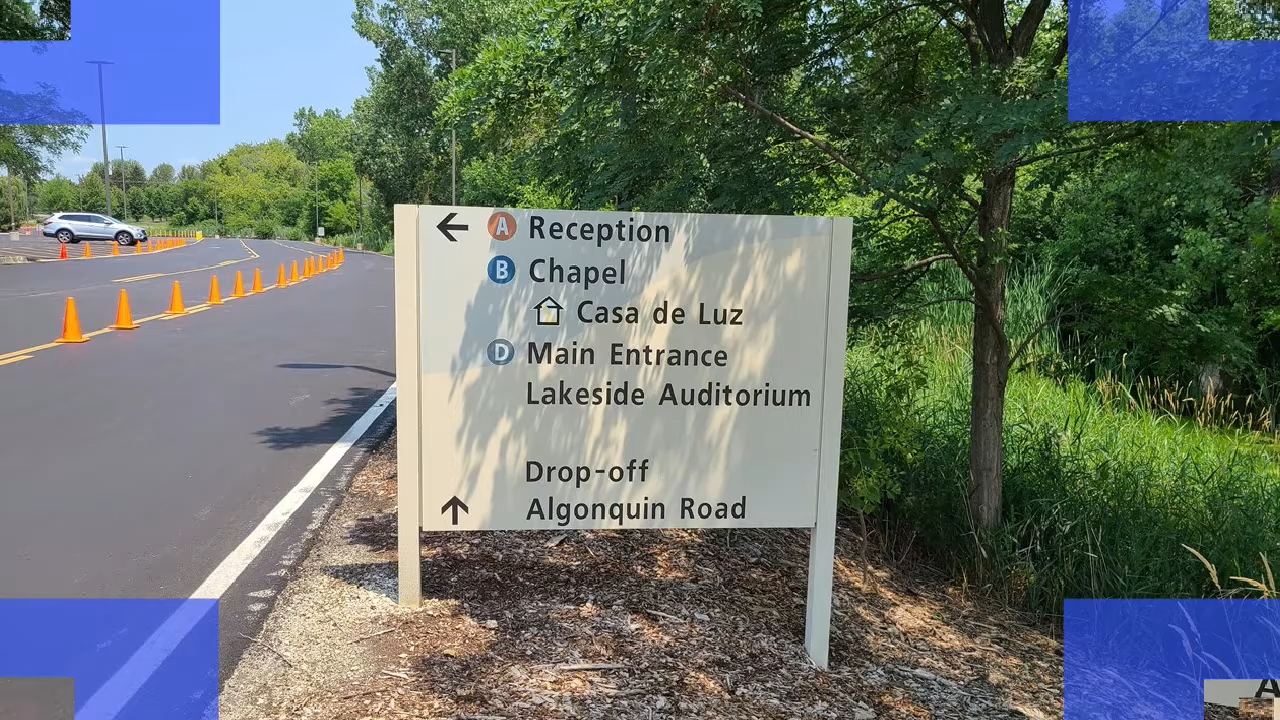 ← A Reception
B Chapel
Casa de Luz
D Main Entrance
Lakeside Auditorium
Drop-off
↑ Algonquin Road
A